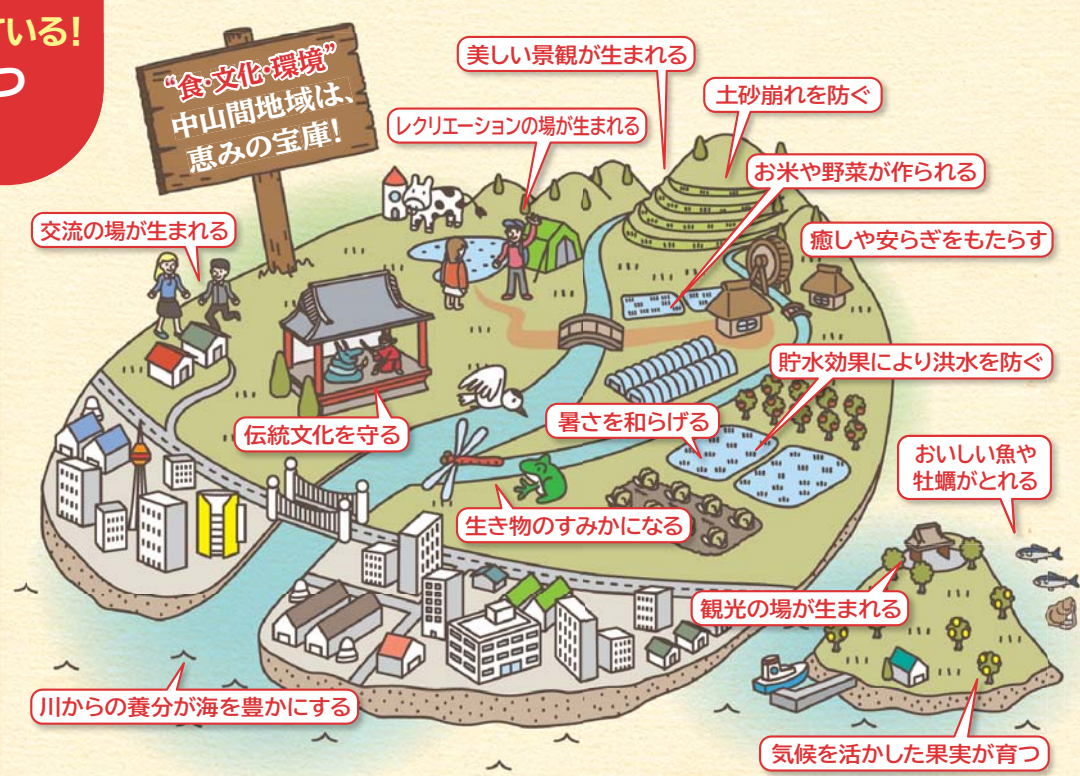 ている!
つ
“食・文化・環境”
中山間地域は、
恵みの宝庫!
美しい景観が生まれる
土砂崩れを防ぐ
レクリエーションの場が生まれる
お米や野菜が作られる
交流の場が生まれる
癒しや安らぎをもたらす
貯水効果により洪水を防ぐ
暑さを和らげる
伝統文化を守る
おいしい魚や
牡蠣がとれる
生き物のすみかになる
観光の場が生まれる
川からの養分が海を豊かにする
気候を活かした果実が育つ